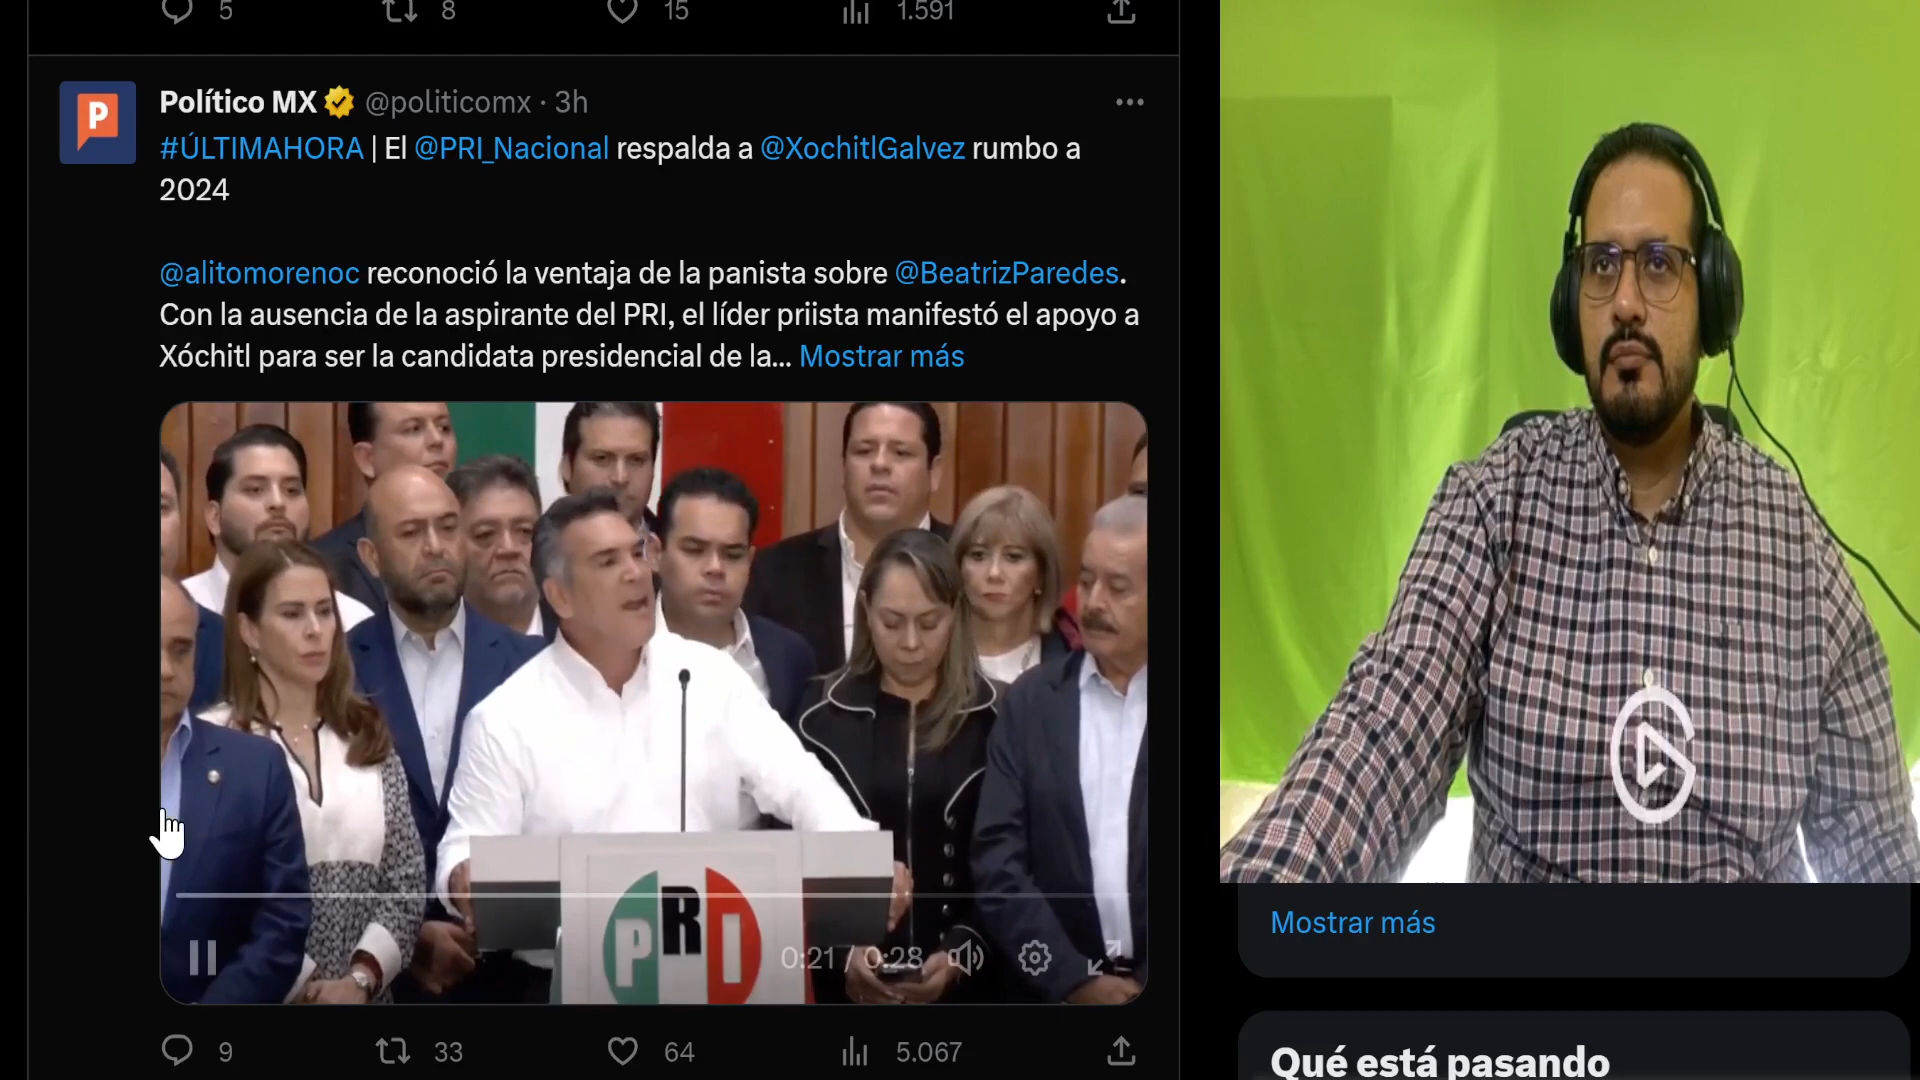 5 8 15 1.591
Político MX @politicomx · 3h
#ÚLTIMAHORA | El @PRI_Nacional respalda a @XochitlGalvez rumbo a
2024
@alitomorenoc reconoció la ventaja de la panista sobre @BeatrizParedes.
Con la ausencia de la aspirante del PRI, el líder priista manifestó el apoyo a
Xóchitl para ser la candidata presidencial de la... Mostrar más
P
PRI
0:21 / 0:28
9 33 64 5.067
Mostrar más
Qué está pasando